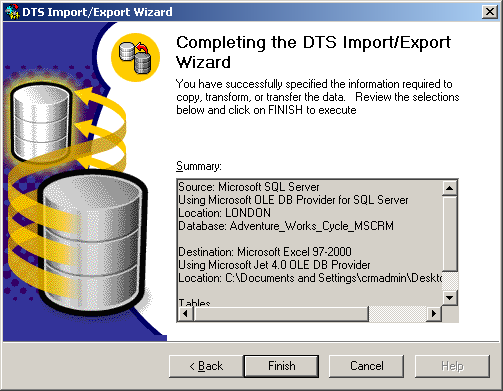 DTS Import/Export Wizard
Completing the DTS Import/Export
Wizard
You have successfully specified the information required to
copy, transform, or transfer the data. Review the selections
below and click on FINISH to execute
Summary:
Source: Microsoft SQL Server
Using Microsoft OLE DB Provider for SQL Server
Location: LONDON
Database: Adventure_Works_Cycle_MSCRM
Destination: Microsoft Excel 97-2000
Using Microsoft Jet 4.0 OLE DB Provider
Location: C:\Documents and Settings\crmadmin\Deskto
Tables
< Back Finish Cancel Help